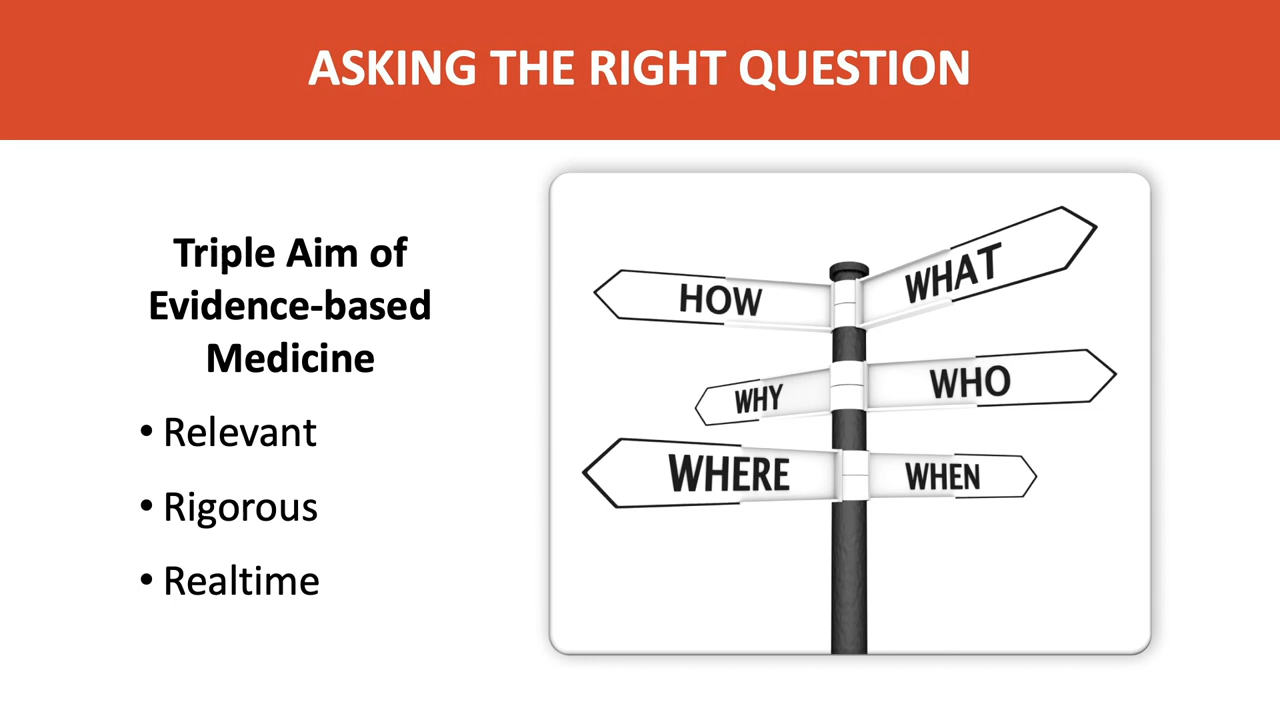 ASKING THE RIGHT QUESTION
Triple Aim of
Evidence-based
Medicine
• Relevant
• Rigorous
• Realtime
HOW
WHAT
WHY
WHO
WHERE
WHEN